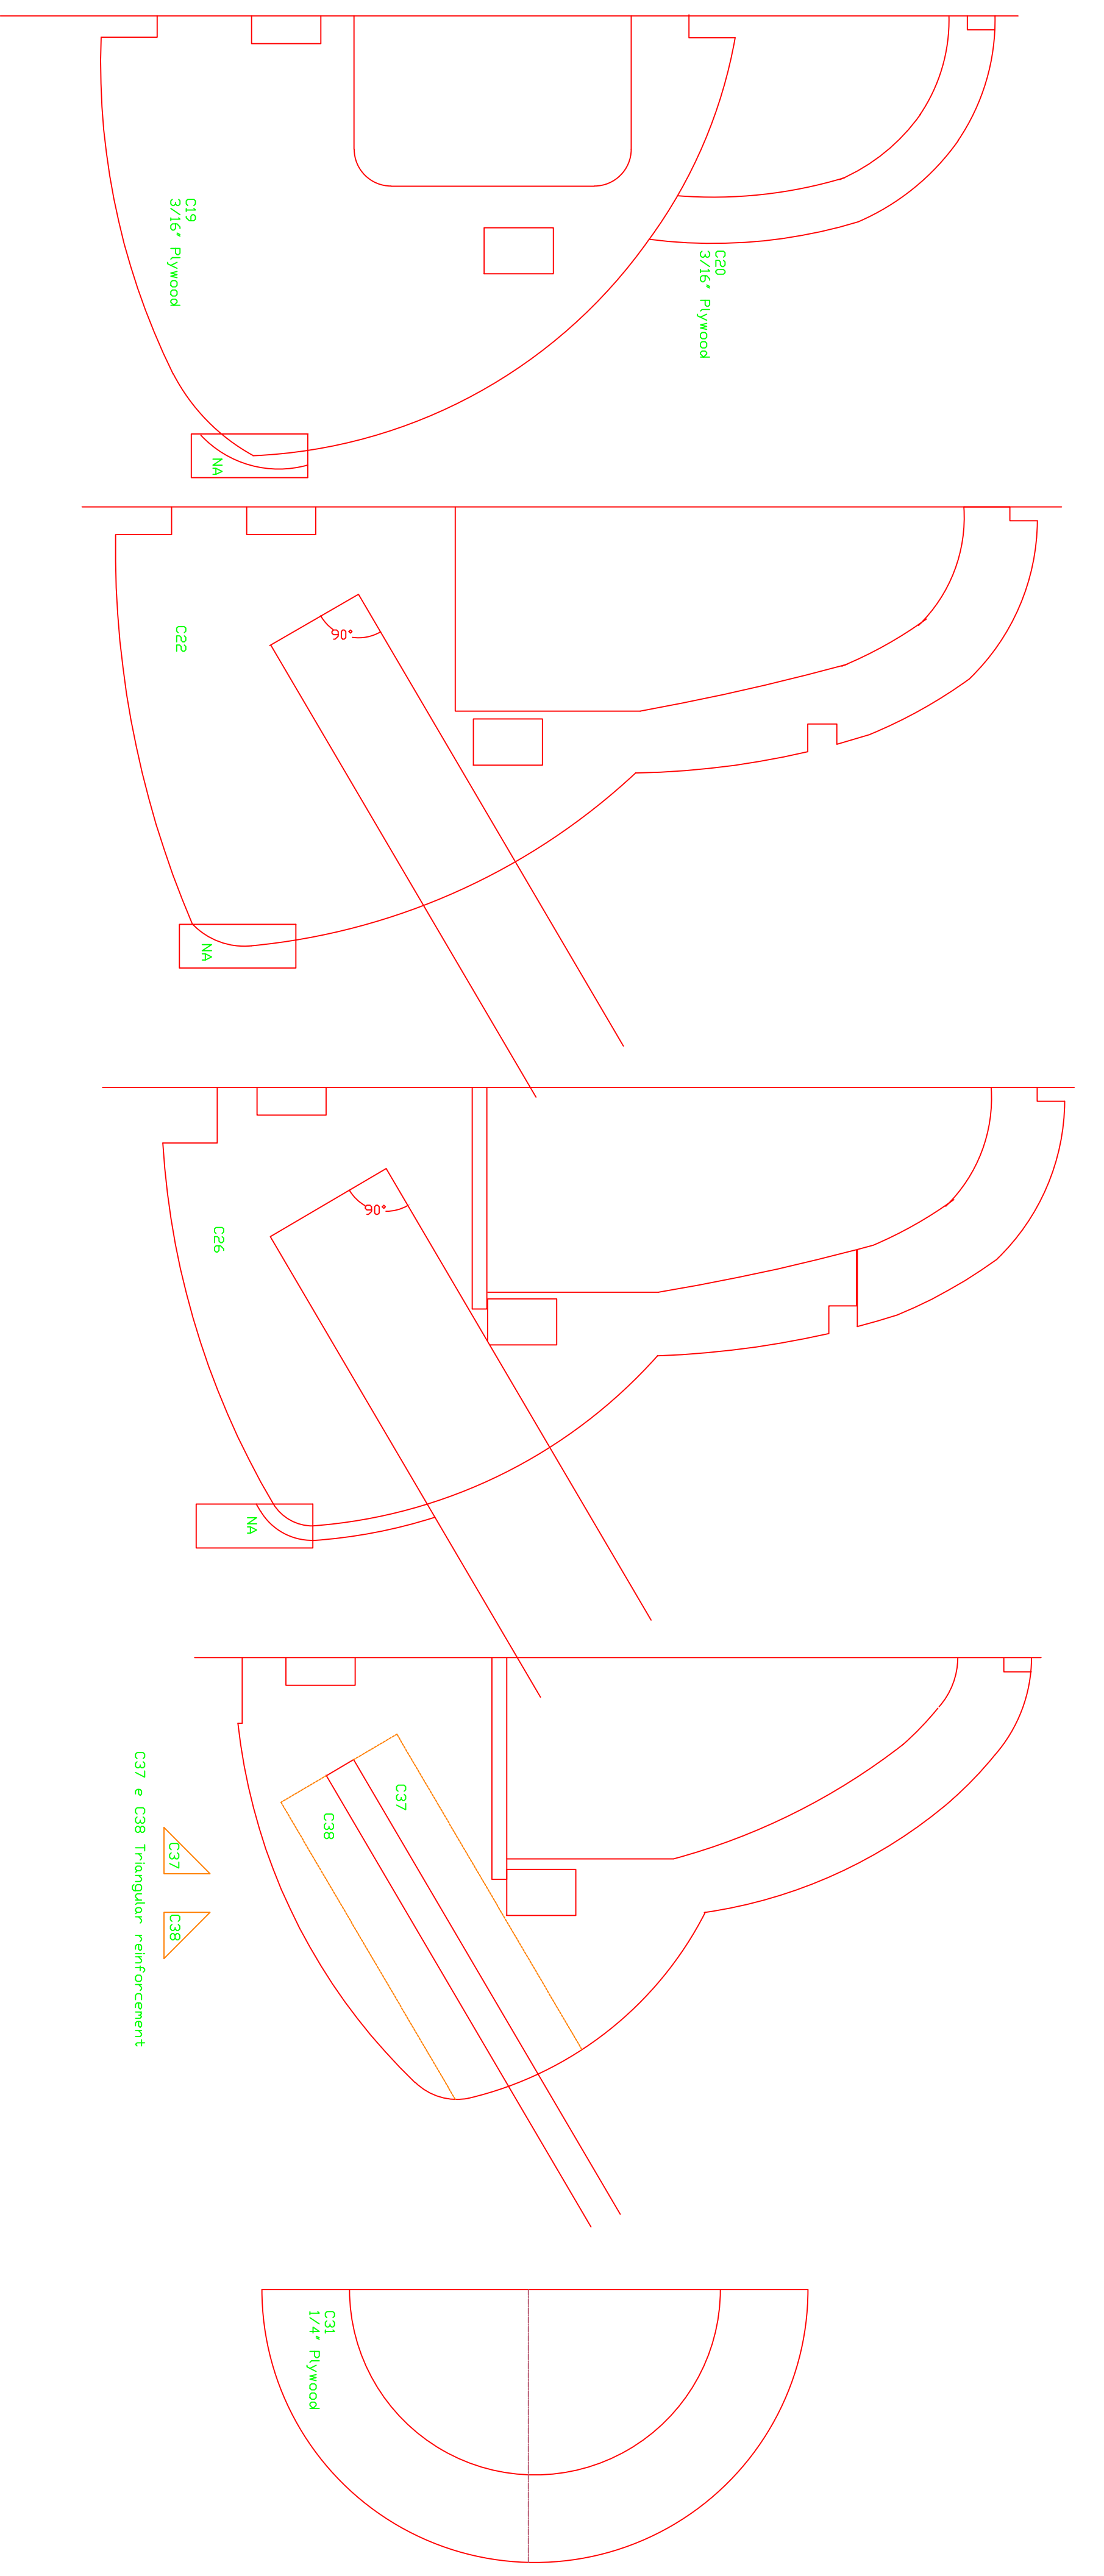 C19
3/16" Plywood
C20
3/16" Plywood
NA
C22
90°
NA
C26
90°
NA
C37
C38
C37 e C38 Triangular reinforcement
C37
C38
C31
1/4" Plywood